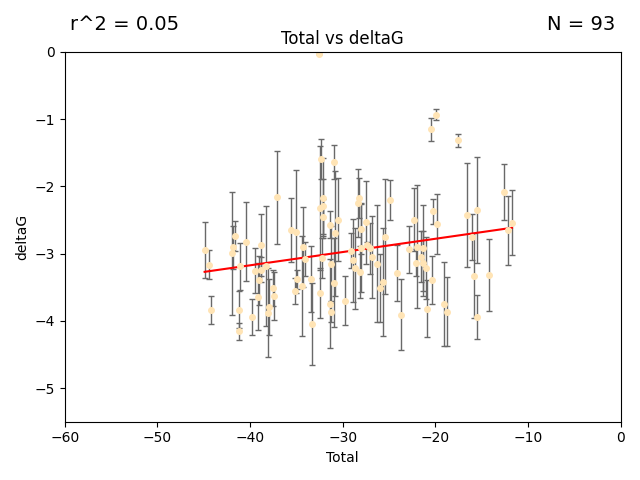 r^2 = 0.05
N = 93
Total vs deltaG
0
−1
−2
−3
−4
−5
deltaG
−60 −50 −40 −30 −20 −10 0
Total